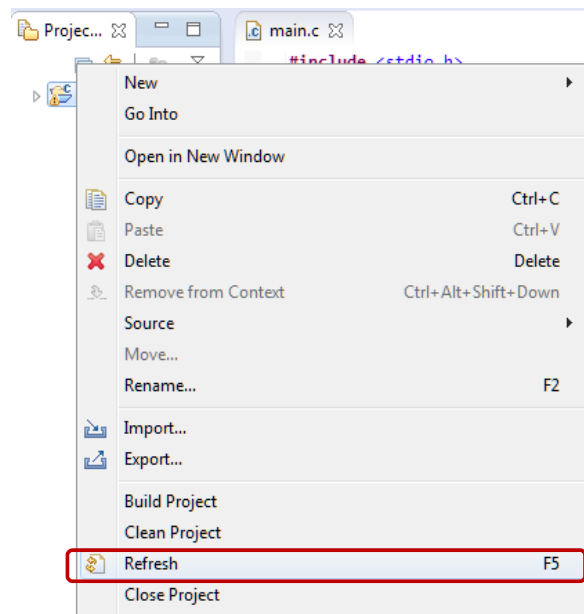 Projec...
main.c
#include <stdio.h>
New
Go Into
Open in New Window
Copy Ctrl+C
Paste Ctrl+V
Delete Delete
Remove from Context Ctrl+Alt+Shift+Down
Source
Move...
Rename... F2
Import...
Export...
Build Project
Clean Project
Refresh F5
Close Project